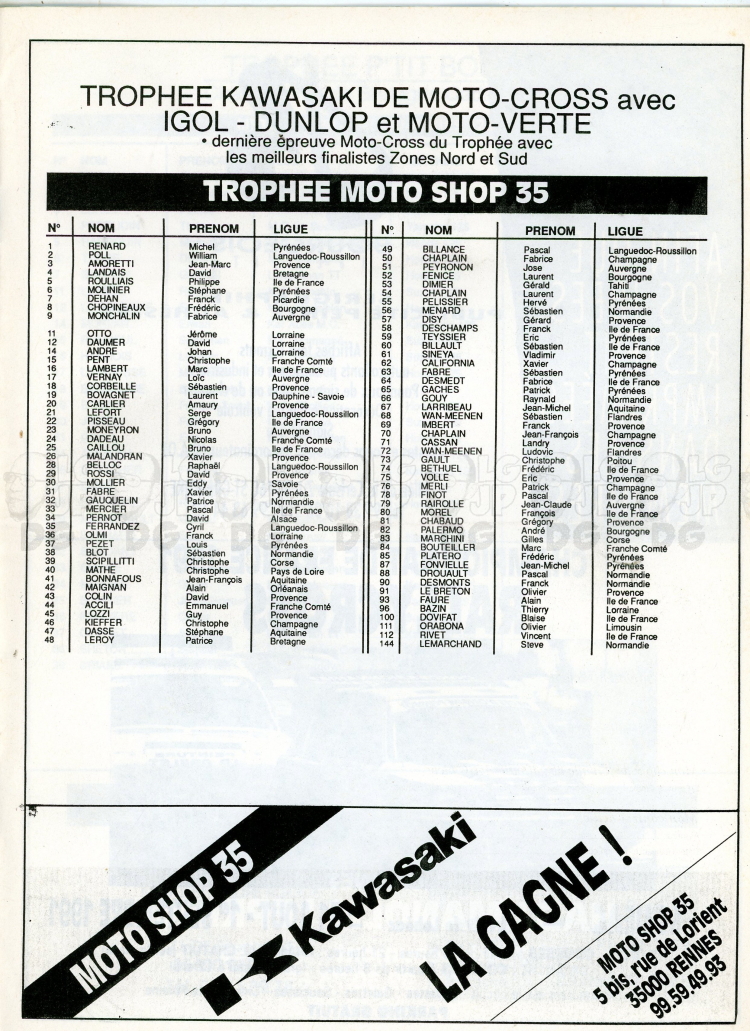 TROPHEE KAWASAKI DE MOTO-CROSS avec
IGOL - DUNLOP et MOTO-VERTE
• dernière épreuve Moto-Cross du Trophée avec
les meilleurs finalistes Zones Nord et Sud
TROPHEE MOTO SHOP 35
N° NOM PRENOM LIGUE
1 RENARD Michel Pyrénées
2 POLL William Languedoc-Roussillon
3 AMORETTI Jean-Marc Provence
4 LANDAIS David Bretagne
5 ROULLIAIS Philippe Ile de France
6 MOLINIER Stéphane Pyrénées
7 DEHAN Franck Picardie
8 CHOPINEAUX Frédéric Bourgogne
9 MONCHALIN Fabrice Auvergne
11 OTTO Jérôme Lorraine
12 DAUMER David Lorraine
14 ANDRE Johan Lorraine
15 PENT Christophe Franche Comté
16 LAMBERT Marc Ile de France
17 VERNAY Loïc Auvergne
18 CORBEILLE Sébastien Provence
19 BOVAGNET Laurent Dauphine - Savoie
20 CARLIER Amaury Provence
21 LEFORT Serge Languedoc-Roussillon
22 PISSEAU Grégory Ile de France
23 MONEYRON Bruno Auvergne
24 DADEAU Nicolas Franche Comté
25 CAILLOU Bruno Ile de France
26 MALANDRAN Xavier Provence
28 BELLOC Raphaël Languedoc-Roussillon
29 ROSSI David Provence
30 MOLLIER Eddy Savoie
31 FABRE Xavier Pyrénées
32 GAUQUELIN Patrice Normandie
33 MERCIER Pascal Ile de France
34 PERNOT David Alsace
35 FERRANDEZ Cyril Languedoc-Roussillon
36 OLMI Franck Lorraine
37 PEZET Louis Pyrénées
38 BLOT Sébastien Normandie
39 SCIPILLITTI Christophe Corse
40 MATHE Christophe Pays de Loire
41 BONNAFOUS Jean-François Aquitaine
42 MAIGNAN Alain Orléanais
43 COLIN David Provence
44 ACCILI Emmanuel Franche Comté
45 LOZZI Guy Provence
46 KIEFFER Christophe Champagne
47 DASSE Stéphane Aquitaine
48 LEROY Patrice Bretagne
N° NOM PRENOM LIGUE
49 BILLANCE Pascal Languedoc-Roussillon
50 CHAPLAIN Fabrice Champagne
51 PEYRONON Jose Auvergne
52 FENICE Laurent Bourgogne
53 DIMIER Gérald Tahiti
54 CHAPLAIN Laurent Champagne
55 PELISSIER Hervé Pyrénées
56 MENARD Sébastien Normandie
57 DISY Gérard Provence
58 DESCHAMPS Franck Ile de France
59 TEYSSIER Eric Pyrénées
60 BILLAULT Sébastien Ile de France
61 SINEYA Vladimir Provence
62 CALIFORNIA Xavier Champagne
63 FABRE Sébastien Pyrénées
64 DESMEDT Fabrice Ile de France
65 GACHES Patrick Pyrénées
66 GOUY Raynald Normandie
67 LARRIBEAU Jean-Michel Aquitaine
68 WAN-MEENEN Sébastien Flandres
69 IMBERT Franck Provence
70 CHAPLAIN Jean-François Champagne
71 CASSAN Landry Provence
72 WAN-MEENEN Ludovic Flandres
73 GAULT Christophe Poitou
74 BETHUEL Frédéric Ile de France
75 VOLLE Eric Provence
76 MERLI Patrick Champagne
78 FINOT Pascal Ile de France
79 RAIROLLE Jean-Claude Auvergne
80 MOREL François Ile de France
81 CHABAUD Grégory Provence
82 PALERMO André Bourgogne
83 MARCHINI Gilles Corse
84 BOUTEILLER Marc Franche Comté
85 PLATERO Frédéric Pyrénées
87 FONVIELLE Jean-Michel Pyrénées
88 DROUAULT Pascal Normandie
90 DESMONTS Franck Normandie
91 LE BRETON Olivier Provence
93 FAURE Alain Ile de France
96 BAZIN Thierry Lorraine
100 DOVIFAT Blaise Ile de France
111 ORABONA Olivier Limousin
112 RIVET Vincent Ile de France
144 LEMARCHAND Steve Normandie
MOTO SHOP 35
Kawasaki
LA GAGNE !
MOTO SHOP 35
5 bis, rue de Lorient
35000 RENNES
99.59.49.93